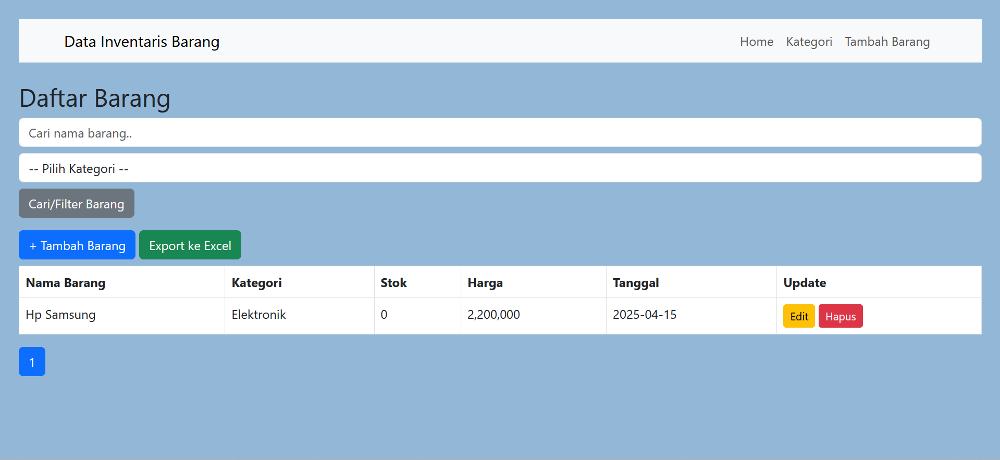 Data Inventaris Barang Home Kategori Tambah Barang
Daftar Barang
Cari nama barang..
-- Pilih Kategori --
Cari/Filter Barang
+ Tambah Barang Export ke Excel
Nama Barang Kategori Stok Harga Tanggal Update
Hp Samsung Elektronik 0 2,200,000 2025-04-15 Edit Hapus
1